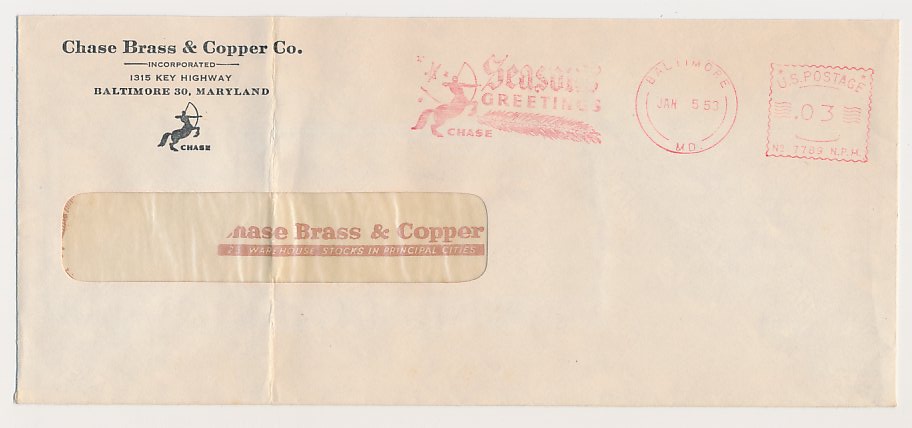 Chase Brass & Copper Co.
INCORPORATED
1315 KEY HIGHWAY
BALTIMORE 30, MARYLAND
CHASE
Season's
GREETINGS
CHASE
BALTIMORE
JAN 5 53
MD.
U.S. POSTAGE
.03
No 7789 N.P.H.
hase Brass & Copper
WAREHOUSE STOCKS IN PRINCIPAL CITIES